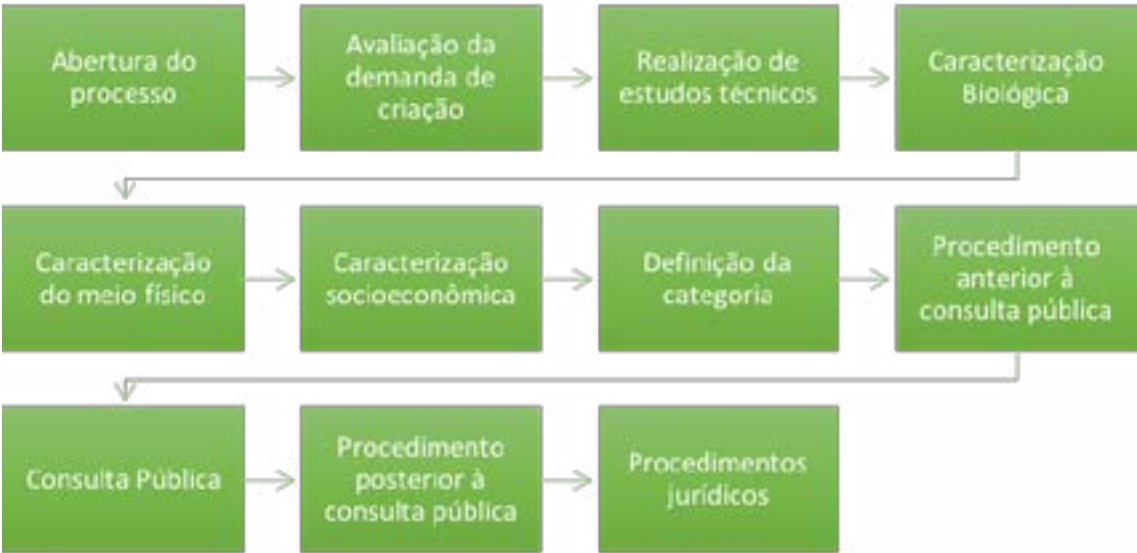 Abertura do
processo
Avaliação da
demanda de
criação
Realização de
estudos técnicos
Caracterização
Biológica
Caracterização
do meio físico
Caracterização
socioeconômica
Definição da
categoria
Procedimento
anterior à
consulta pública
Consulta Pública
Procedimento
posterior à
consulta pública
Procedimentos
jurídicos